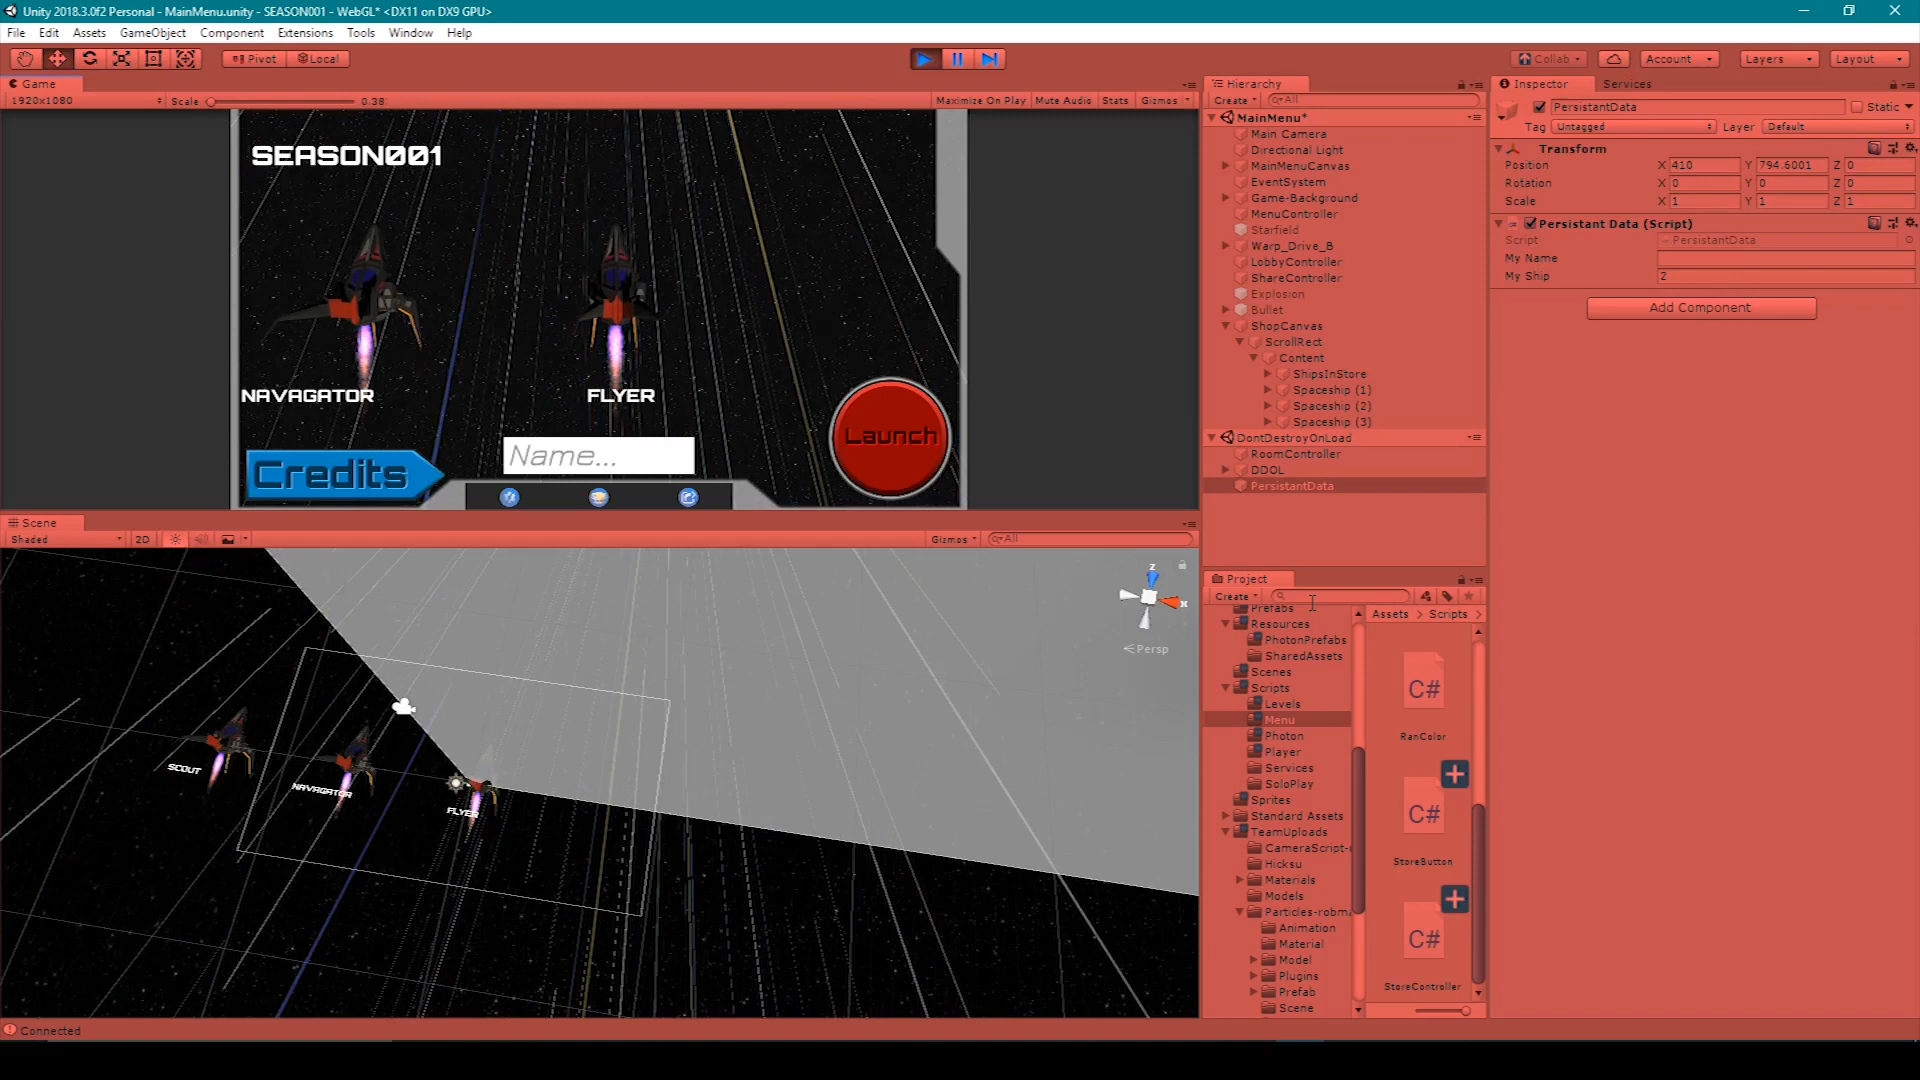 Unity 2018.3.0f2 Personal - MainMenu.unity - SEASON001 - WebGL* <DX11 on DX9 GPU>
File Edit Assets GameObject Component Extensions Tools Window Help
Pivot Local
Collab Account Layers Layout
Game
1920x1080 Scale 0.38
Maximize On Play Mute Audio Stats Gizmos
SEASON001
NAVAGATOR
FLYER
Launch
Name...
Credits
Scene
Shaded 2D Gizmos All
Z
X
Persp
SCOUT
NAVAGATOR
FLYER
Connected
Hierarchy
Create All
MainMenu*
Main Camera
Directional Light
MainMenuCanvas
EventSystem
Game-Background
MenuController
Starfield
Warp_Drive_B
LobbyController
ShareController
Explosion
Bullet
ShopCanvas
ScrollRect
Content
ShipsInStore
Spaceship (1)
Spaceship (2)
Spaceship (3)
DontDestroyOnLoad
RoomController
DDOL
PersistantData
Project
Create
Prefabs
Resources
PhotonPrefabs
SharedAssets
Scenes
Scripts
Levels
Menu
Photon
Player
Services
SoloPlay
Sprites
Standard Assets
TeamUploads
CameraScript-
Hicksu
Materials
Models
Particles-robm
Animation
Material
Model
Plugins
Prefab
Scene
Assets > Scripts >
C#
RanColor
C#
StoreButton
C#
StoreController
Inspector Services
PersistantData Static
Tag Untagged Layer Default
Transform
Position X 410 Y 794.6001 Z 0
Rotation X 0 Y 0 Z 0
Scale X 1 Y 1 Z 1
Persistant Data (Script)
Script PersistantData
My Name
My Ship 2
Add Component